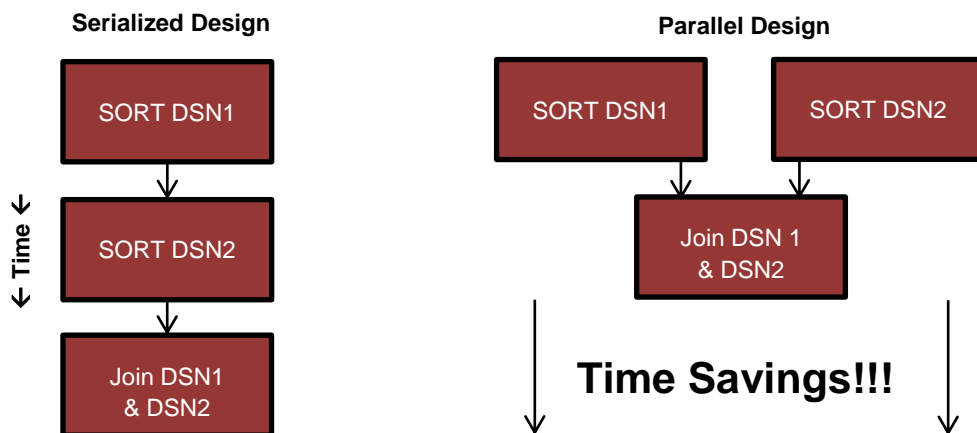 Serialized Design
SORT DSN1
SORT DSN2
Join DSN1
& DSN2
← Time ←
Parallel Design
SORT DSN1
SORT DSN2
Join DSN 1
& DSN2
Time Savings!!!